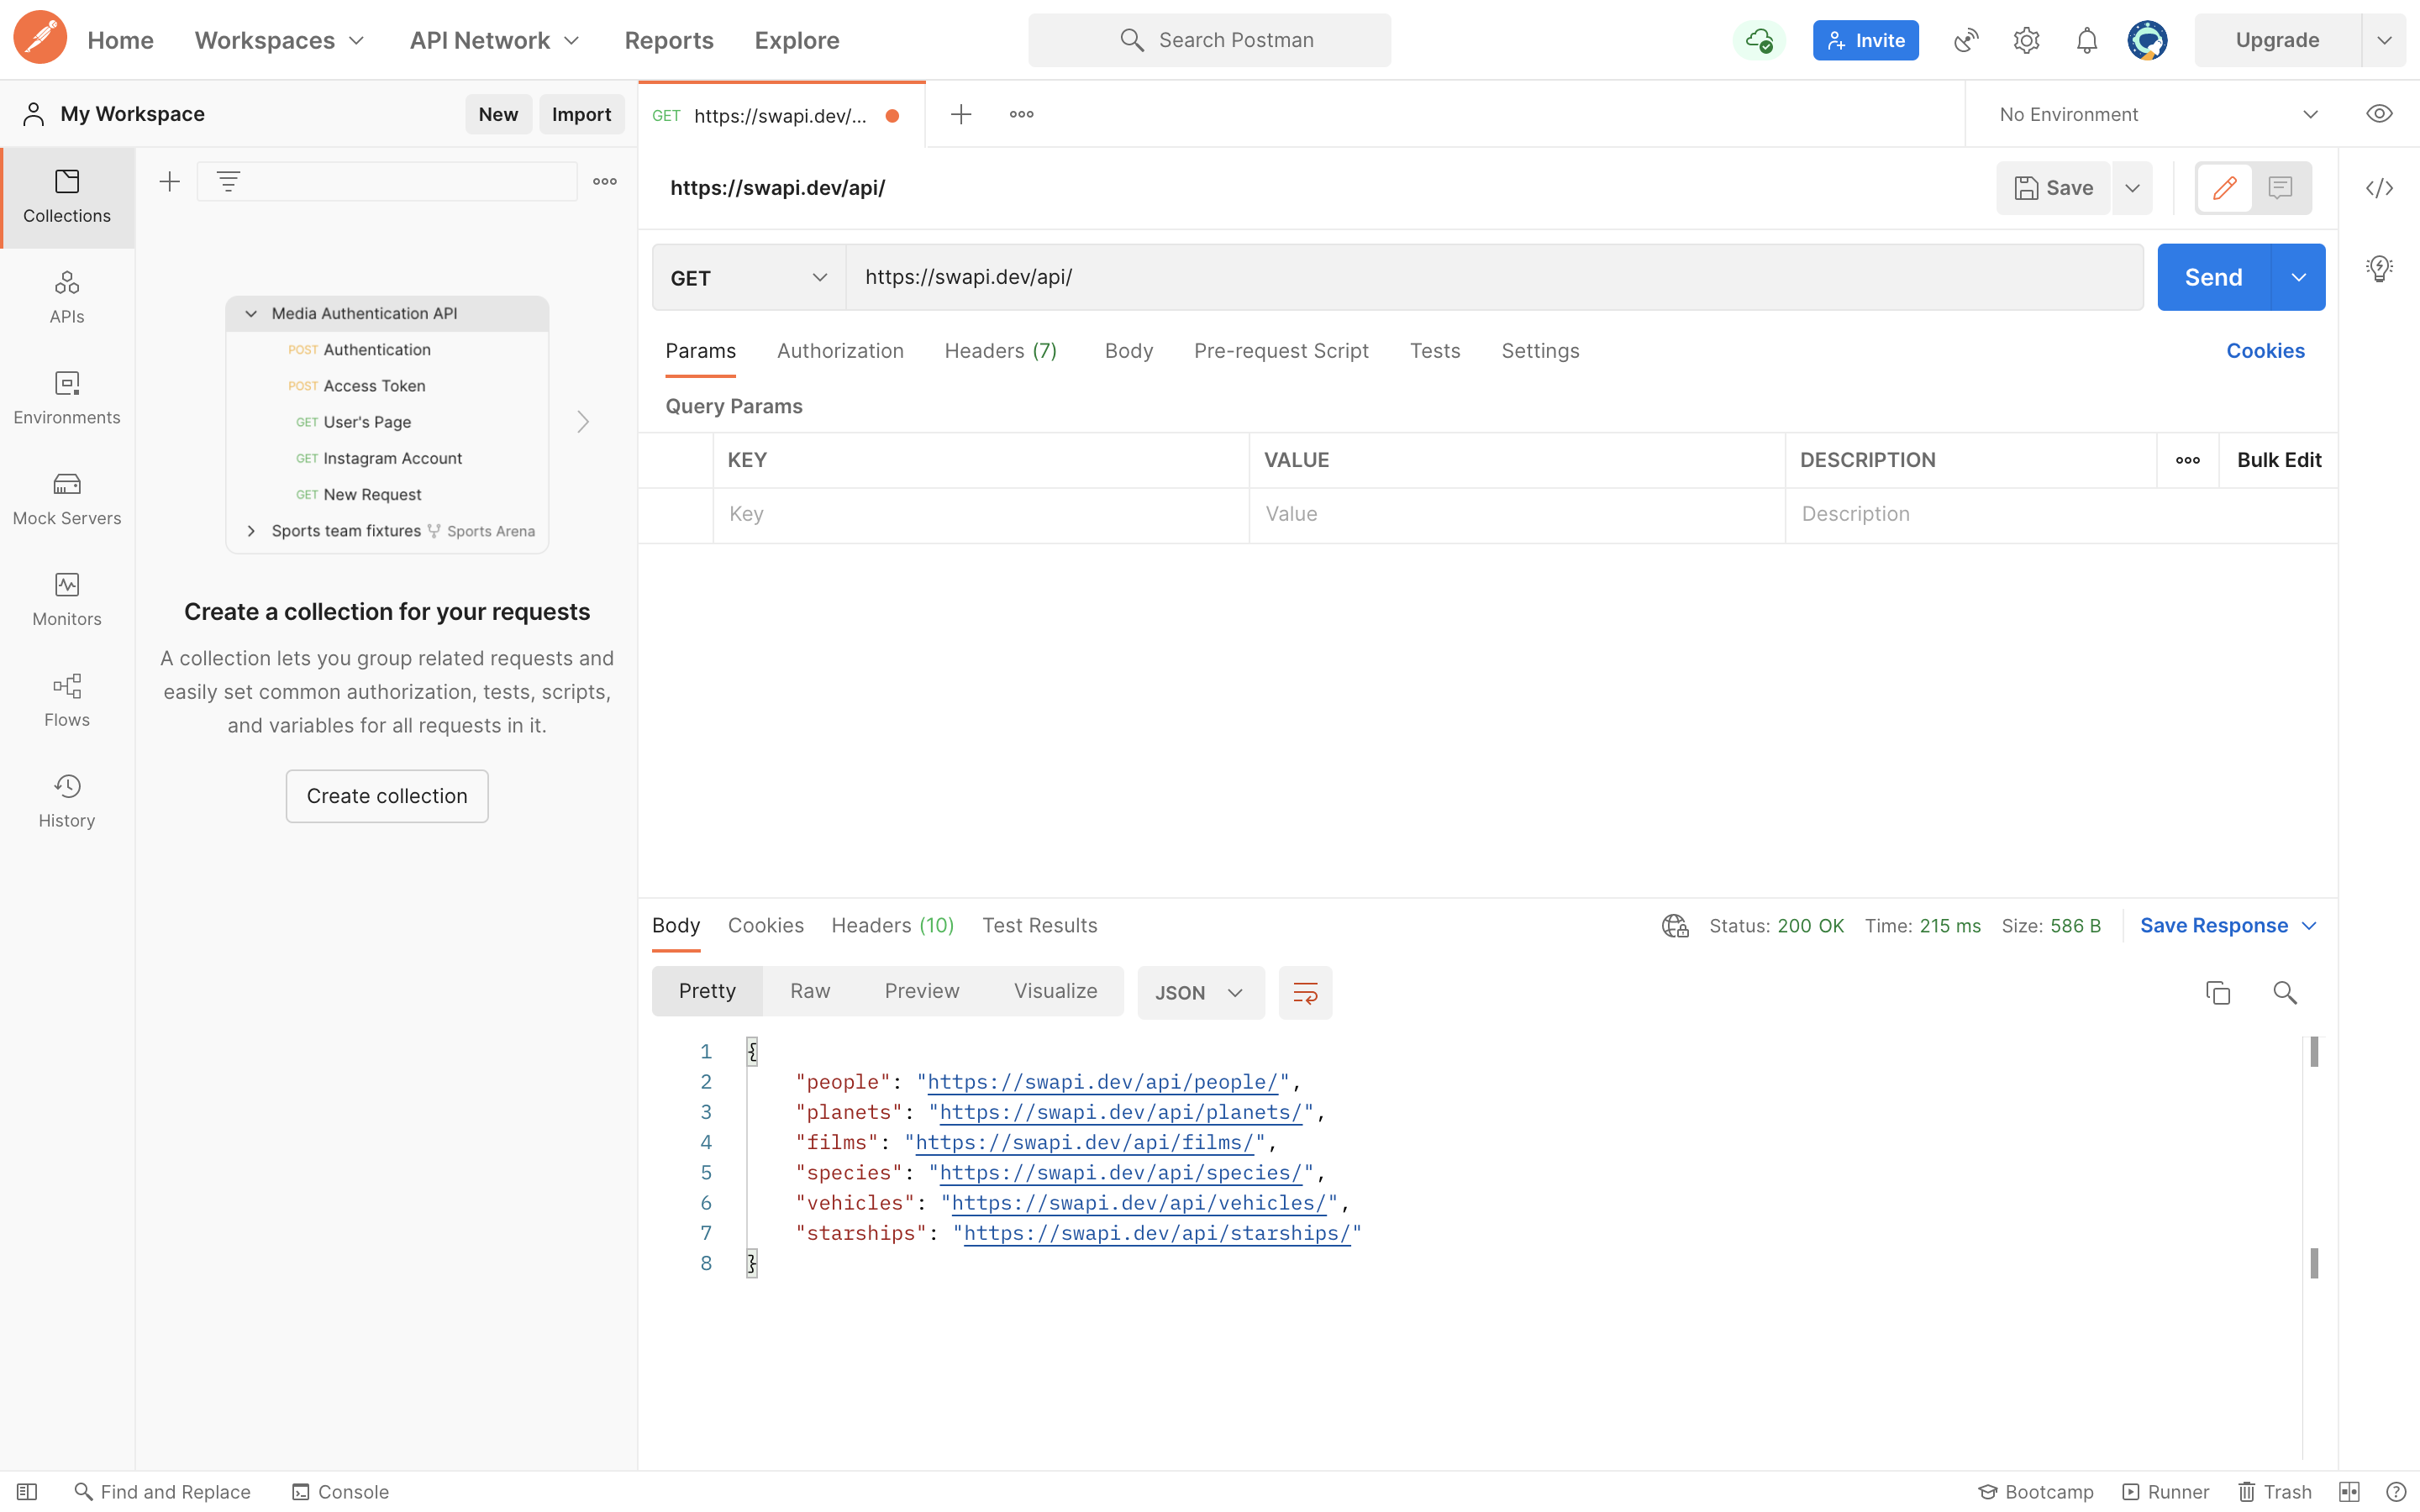 Home Workspaces API Network Reports Explore Search Postman Invite Upgrade
My Workspace New Import
GET https://swapi.dev/... No Environment
Collections
APIs
Environments
Mock Servers
Monitors
Flows
History
Media Authentication API
POST Authentication
POST Access Token
GET User's Page
GET Instagram Account
GET New Request
Sports team fixtures Sports Arena
Create a collection for your requests
A collection lets you group related requests and
easily set common authorization, tests, scripts,
and variables for all requests in it.
Create collection
https://swapi.dev/api/ Save
GET https://swapi.dev/api/ Send
Params Authorization Headers (7) Body Pre-request Script Tests Settings Cookies
Query Params
KEY VALUE DESCRIPTION Bulk Edit
Key Value Description
Body Cookies Headers (10) Test Results Status: 200 OK Time: 215 ms Size: 586 B Save Response
Pretty Raw Preview Visualize JSON
1 {
2 "people": "https://swapi.dev/api/people/",
3 "planets": "https://swapi.dev/api/planets/",
4 "films": "https://swapi.dev/api/films/",
5 "species": "https://swapi.dev/api/species/",
6 "vehicles": "https://swapi.dev/api/vehicles/",
7 "starships": "https://swapi.dev/api/starships/"
8 }
Find and Replace Console Bootcamp Runner Trash